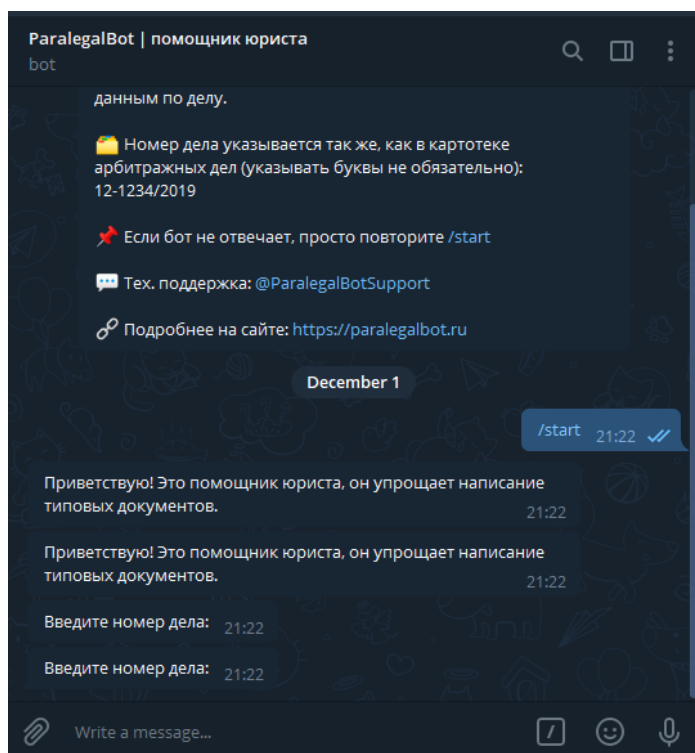 ParalegalBot | помощник юриста
bot
данным по делу.
🗂 Номер дела указывается так же, как в картотеке
арбитражных дел (указывать буквы не обязательно):
12-1234/2019
📌 Если бот не отвечает, просто повторите /start
💬 Тех. поддержка: @ParalegalBotSupport
🔗 Подробнее на сайте: https://paralegalbot.ru
December 1
/start 21:22
Приветствую! Это помощник юриста, он упрощает написание
типовых документов. 21:22
Приветствую! Это помощник юриста, он упрощает написание
типовых документов. 21:22
Введите номер дела: 21:22
Введите номер дела: 21:22
Write a message...